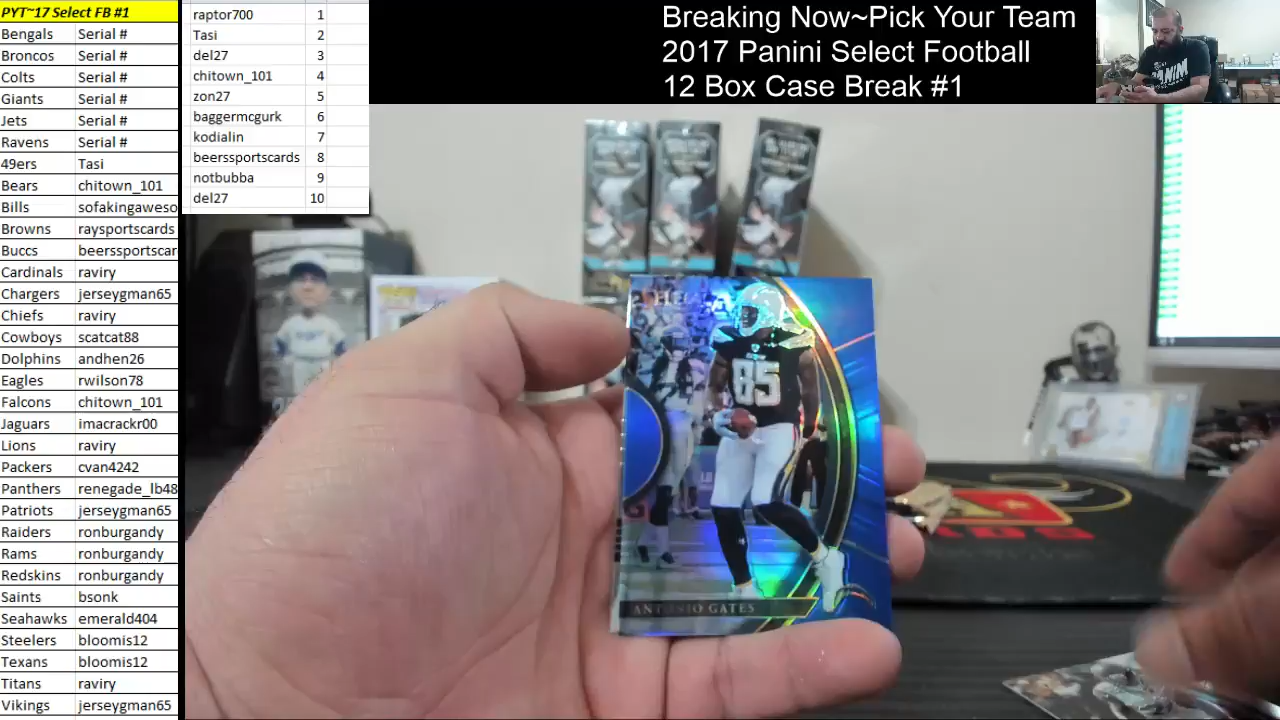 PYT~17 Select FB #1
Bengals Serial #
Broncos Serial #
Colts Serial #
Giants Serial #
Jets Serial #
Ravens Serial #
49ers Tasi
Bears chitown_101
Bills sofakingaweso
Browns raysportscards
Buccs beerssportscar
Cardinals raviry
Chargers jerseygman65
Chiefs raviry
Cowboys scatcat88
Dolphins andhen26
Eagles rwilson78
Falcons chitown_101
Jaguars imacrackr00
Lions raviry
Packers cvan4242
Panthers renegade_lb48
Patriots jerseygman65
Raiders ronburgandy
Rams ronburgandy
Redskins ronburgandy
Saints bsonk
Seahawks emerald404
Steelers bloomis12
Texans bloomis12
Titans raviry
Vikings jerseygman65
raptor700 1
Tasi 2
del27 3
chitown_101 4
zon27 5
baggermcgurk 6
kodialin 7
beerssportscards 8
notbubba 9
del27 10
Breaking Now~Pick Your Team
2017 Panini Select Football
12 Box Case Break #1
85
ANTONIO GATES